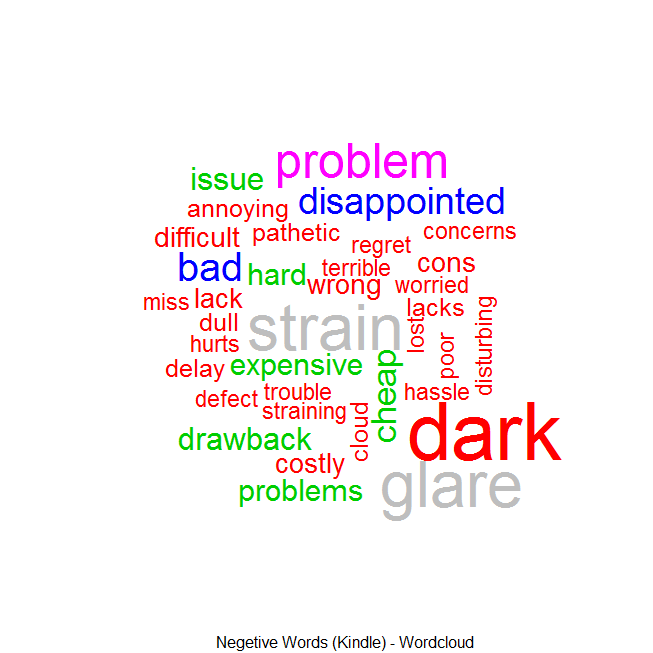 problem
issue
disappointed
annoying
pathetic
concerns
difficult
regret
bad
hard
terrible
cons
wrong
worried
miss
lack
lacks
dull
strain
lost
disturbing
hurts
poor
delay
expensive
cheap
defect
trouble
hassle
straining
cloud
dark
drawback
costly
glare
problems
Negetive Words (Kindle) - Wordcloud